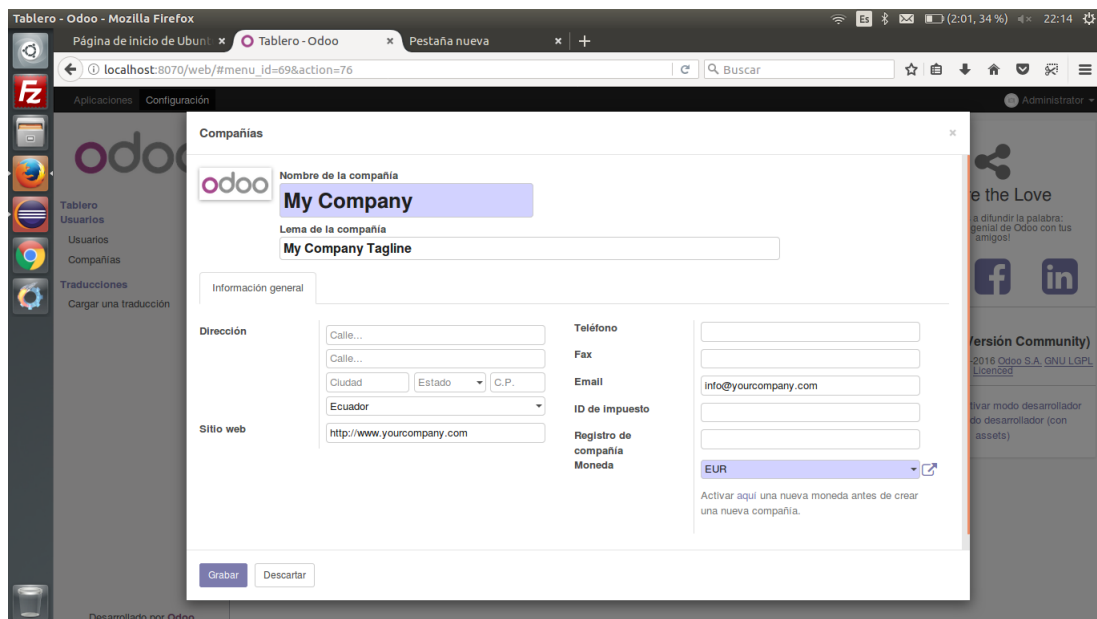 Tablero - Odoo - Mozilla Firefox
Es
(2:01, 34 %)
22:14
Página de inicio de Ubunt
Tablero - Odoo
Pestaña nueva
localhost:8070/web/#menu_id=69&action=76
Buscar
Aplicaciones
Configuración
Administrator
odoo
Tablero
Usuarios
Usuarios
Compañías
Traducciones
Cargar una traducción
Desarrollado por Odoo
Compañías
odoo
Nombre de la compañía
My Company
Lema de la compañía
My Company Tagline
Información general
Dirección
Calle...
Calle...
Ciudad
Estado
C.P.
Ecuador
Sitio web
http://www.yourcompany.com
Teléfono
Fax
Email
info@yourcompany.com
ID de impuesto
Registro de
compañía
Moneda
EUR
Activar aquí una nueva moneda antes de crear
una nueva compañía.
Grabar
Descartar
e the Love
a difundir la palabra:
genial de Odoo con tus
amigos!
f
in
Versión Community)
-2016 Odoo S.A. GNU LGPL
Licenced
tivar modo desarrollador
do desarrollador (con
assets)